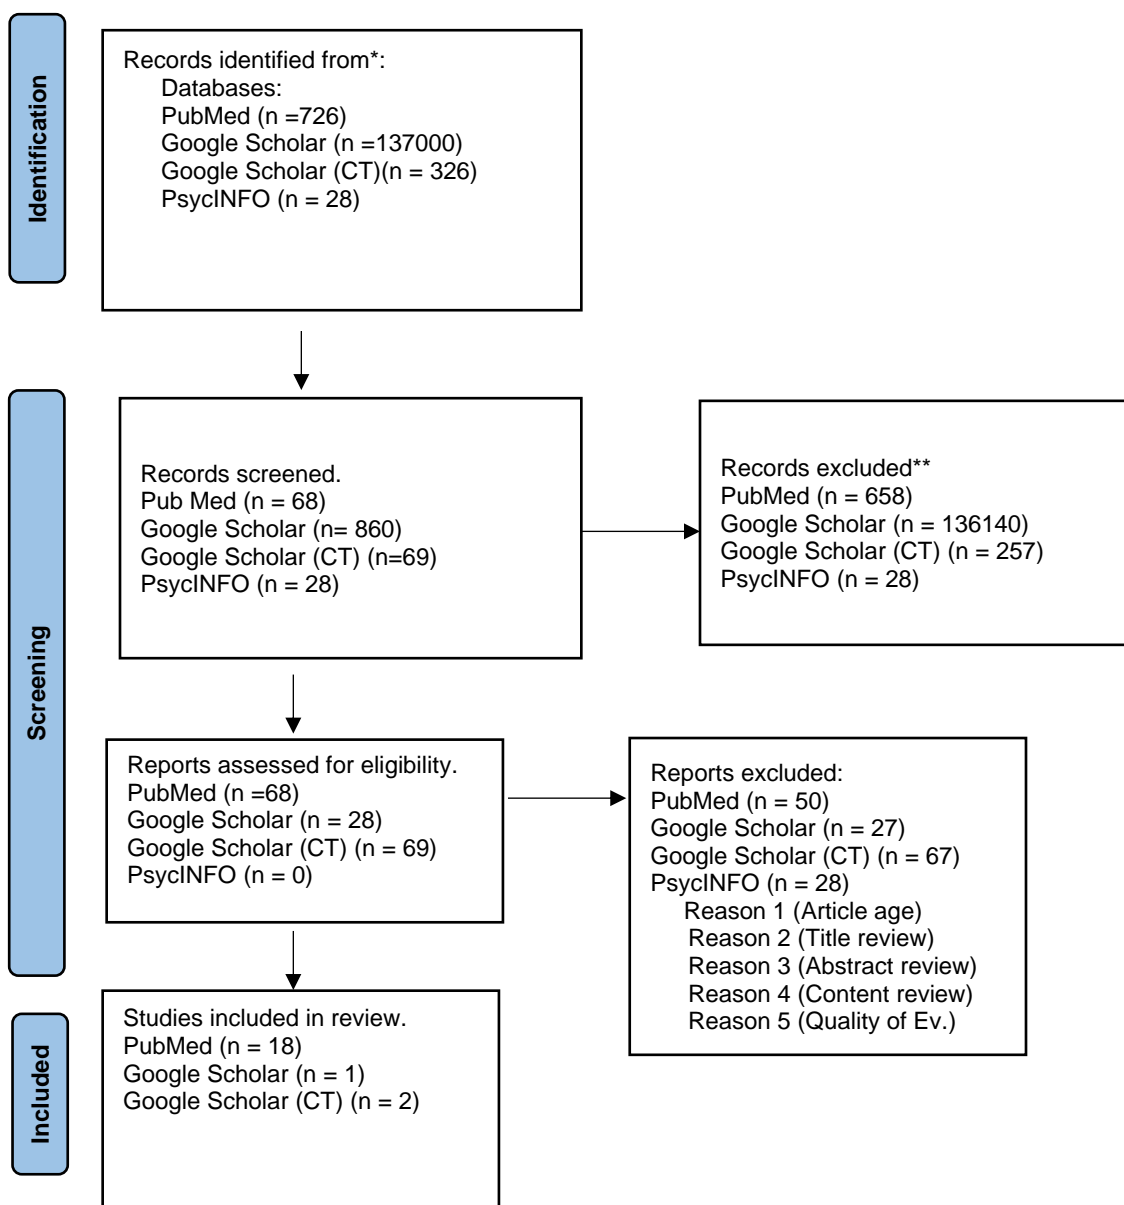 Identification
Records identified from*:
Databases:
PubMed (n =726)
Google Scholar (n =137000)
Google Scholar (CT)(n = 326)
PsycINFO (n = 28)
Screening
Records screened.
Pub Med (n = 68)
Google Scholar (n= 860)
Google Scholar (CT) (n=69)
PsycINFO (n = 28)
Records excluded**
PubMed (n = 658)
Google Scholar (n = 136140)
Google Scholar (CT) (n = 257)
PsycINFO (n = 28)
Reports assessed for eligibility.
PubMed (n =68)
Google Scholar (n = 28)
Google Scholar (CT) (n = 69)
PsycINFO (n = 0)
Reports excluded:
PubMed (n = 50)
Google Scholar (n = 27)
Google Scholar (CT) (n = 67)
PsycINFO (n = 28)
Reason 1 (Article age)
Reason 2 (Title review)
Reason 3 (Abstract review)
Reason 4 (Content review)
Reason 5 (Quality of Ev.)
Included
Studies included in review.
PubMed (n = 18)
Google Scholar (n = 1)
Google Scholar (CT) (n = 2)